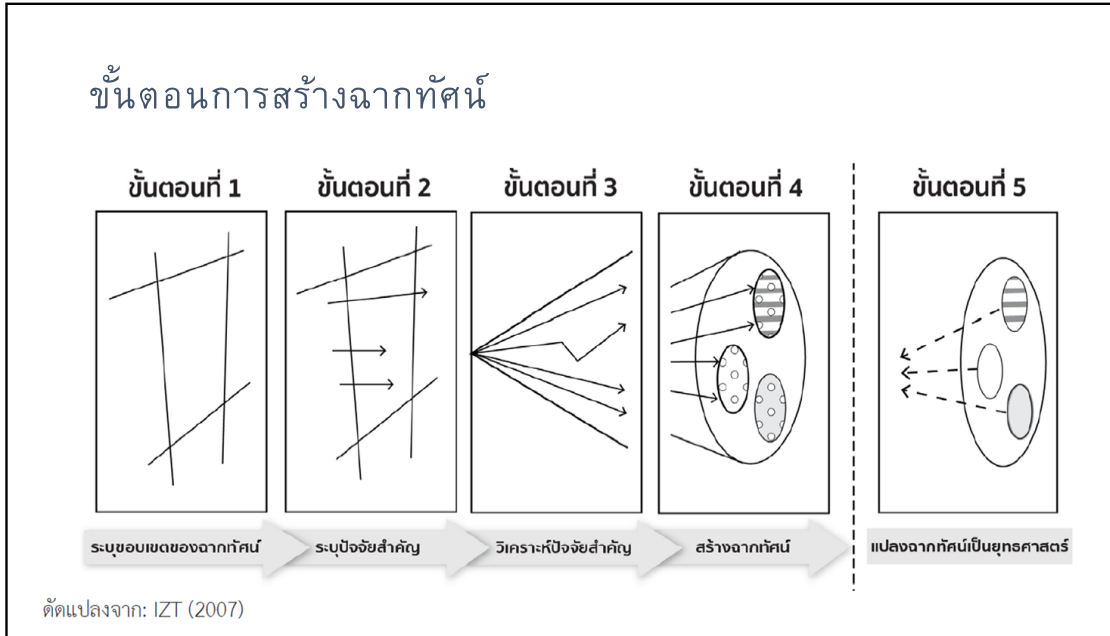 ขั้นตอนการสร้างฉากทัศน์
ขั้นตอนที่ 1
ขั้นตอนที่ 2
ขั้นตอนที่ 3
ขั้นตอนที่ 4
ขั้นตอนที่ 5
ระบุขอบเขตของฉากทัศน์
ระบุปัจจัยสำคัญ
วิเคราะห์ปัจจัยสำคัญ
สร้างฉากทัศน์
แปลงฉากทัศน์เป็นยุทธศาสตร์
ดัดแปลงจาก: IZT (2007)